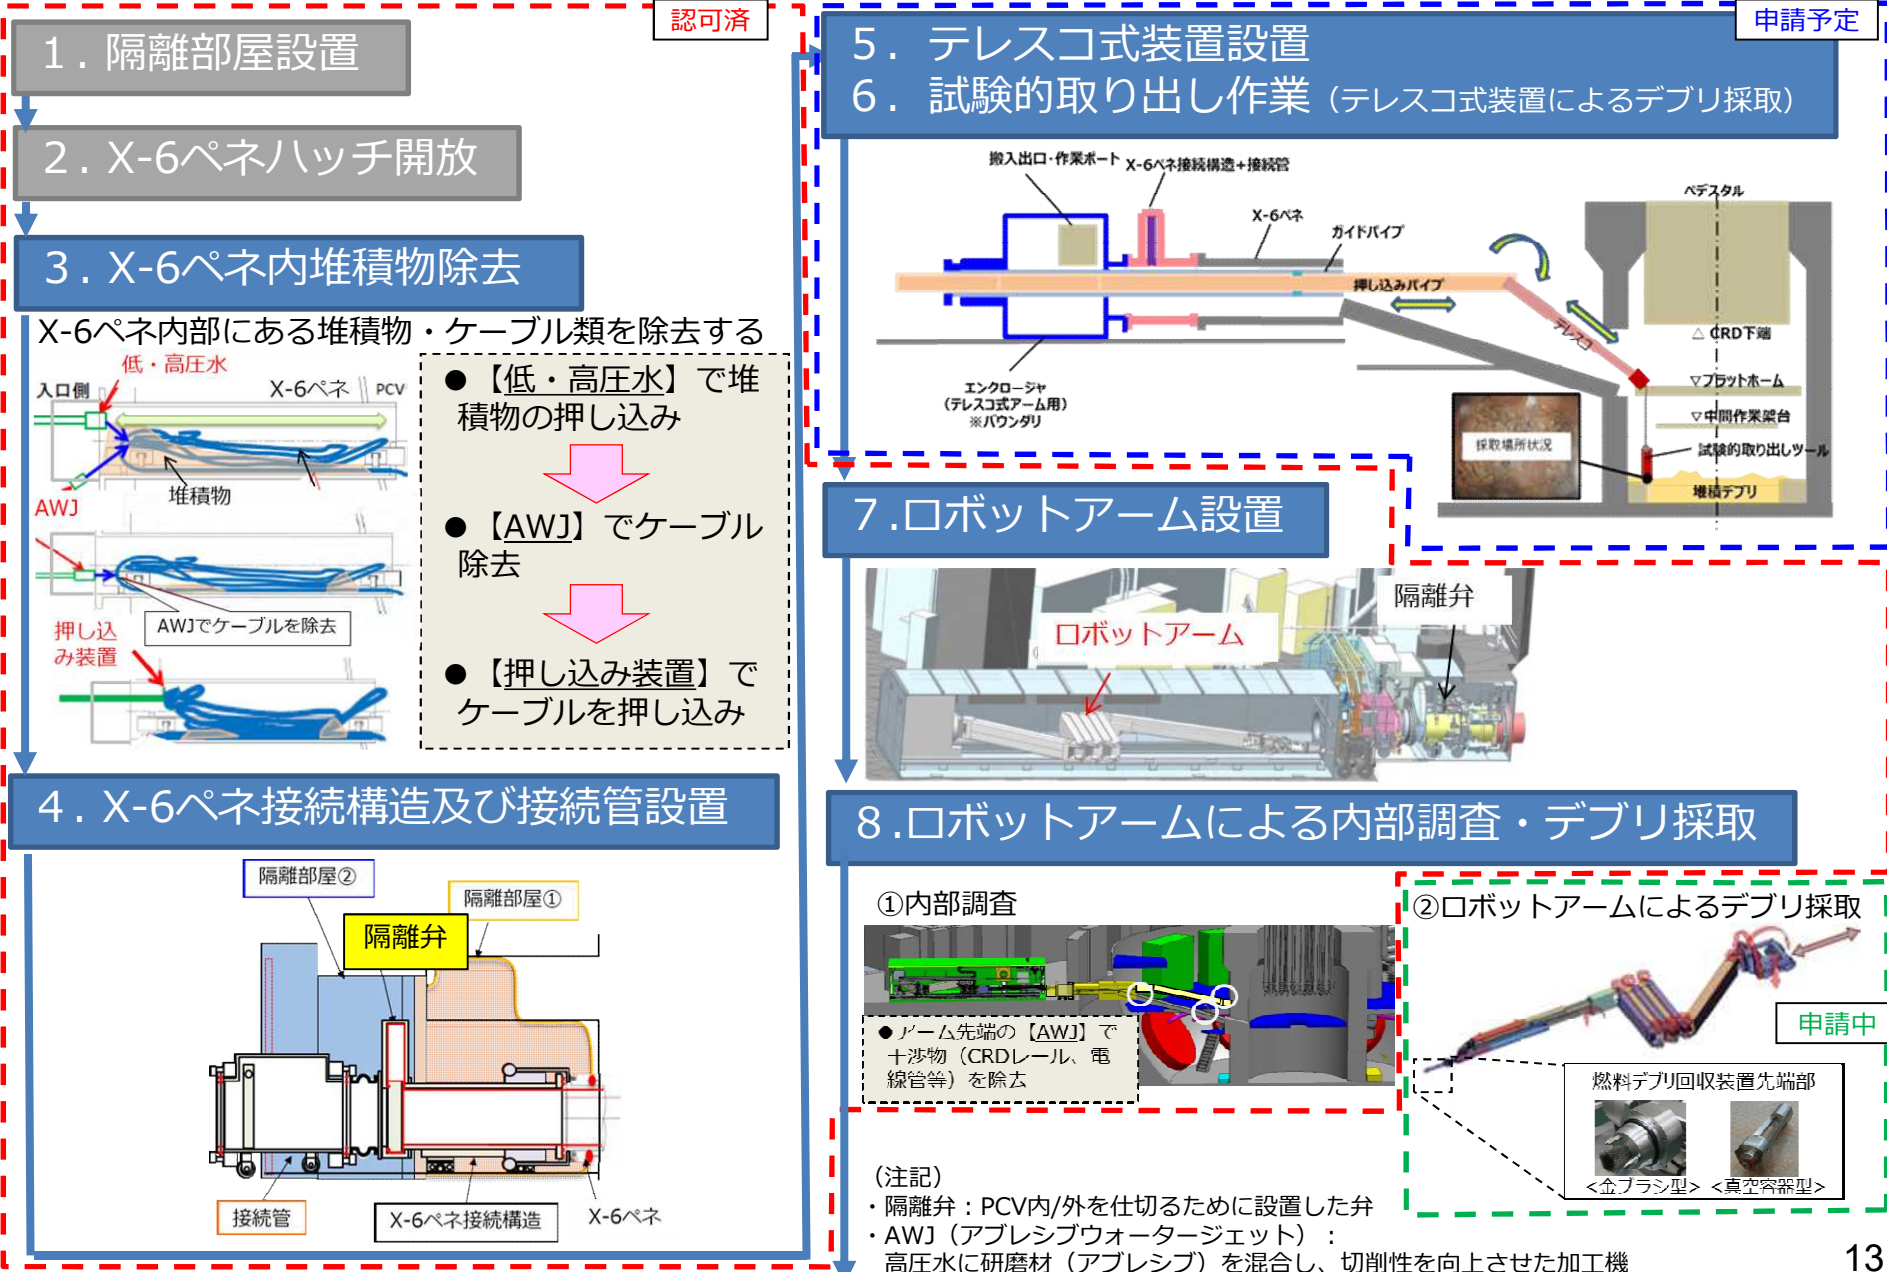 認可済
１. 隔離部屋設置
２. X-6ペネハッチ開放
３. X-6ペネ内堆積物除去
X-6ペネ内部にある堆積物・ケーブル類を除去する
低・高圧水
入口側
X-6ペネ
PCV
堆積物
AWJ
AWJでケーブルを除去
押し込
み装置
●【低・高圧水】で堆
積物の押し込み
●【AWJ】でケーブル
除去
●【押し込み装置】で
ケーブルを押し込み
４. X-6ペネ接続構造及び接続管設置
隔離部屋②
隔離部屋①
隔離弁
接続管
X-6ペネ接続構造
X-6ペネ
申請予定
５. テレスコ式装置設置
６. 試験的取り出し作業（テレスコ式装置によるデブリ採取）
搬入出口・作業ポート
X-6ペネ接続構造+接続管
X-6ペネ
ガイドパイプ
ペデスタル
押し込みパイプ
テレスコ
△ CRD下端
▽プラットホーム
▽中間作業架台
エンクロージャ
(テレスコ式アーム用)
※バウンダリ
採取場所状況
試験的取り出しツール
堆積デブリ
７.ロボットアーム設置
隔離弁
ロボットアーム
８.ロボットアームによる内部調査・デブリ採取
①内部調査
●アーム先端の【AWJ】で
干渉物（CRDレール、電
線管等）を除去
②ロボットアームによるデブリ採取
申請中
燃料デブリ回収装置先端部
<金ブラシ型> <真空容器型>
（注記）
・隔離弁：PCV内/外を仕切るために設置した弁
・AWJ（アブレシブウォータージェット）：
高圧水に研磨材（アブレシブ）を混合し、切削性を向上させた加工機
13